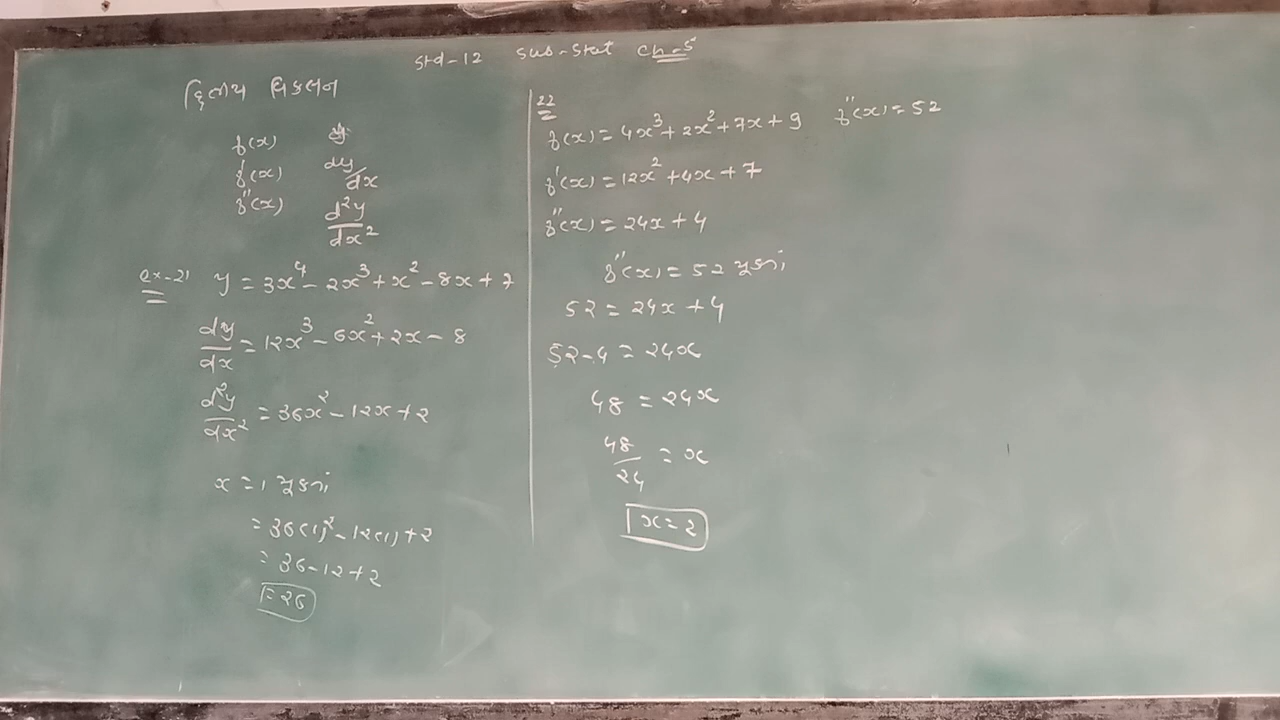 Std-12 Sub-Stat Ch-5
દ્વિતીય વિકલન
f(x) y
f'(x) dy/dx
f''(x) d²y/dx²
Ex-21 y = 3x⁴ - 2x³ + x² - 8x + 7
dy/dx = 12x³ - 6x² + 2x - 8
d²y/dx² = 36x² - 12x + 2
x = 1 મુકતાં
= 36(1)² - 12(1) + 2
= 36 - 12 + 2
= 26
22
f(x) = 4x³ + 2x² + 7x + 9 f''(x) = 52
f'(x) = 12x² + 4x + 7
f''(x) = 24x + 4
f''(x) = 52 મુકતાં
52 = 24x + 4
52 - 4 = 24x
48 = 24x
48/24 = x
x = 2